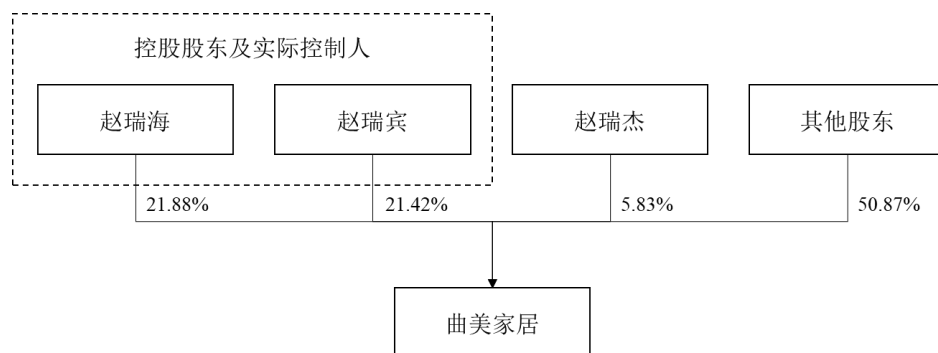 控股股东及实际控制人
赵瑞海
赵瑞宾
赵瑞杰
其他股东
21.88%
21.42%
5.83%
50.87%
曲美家居